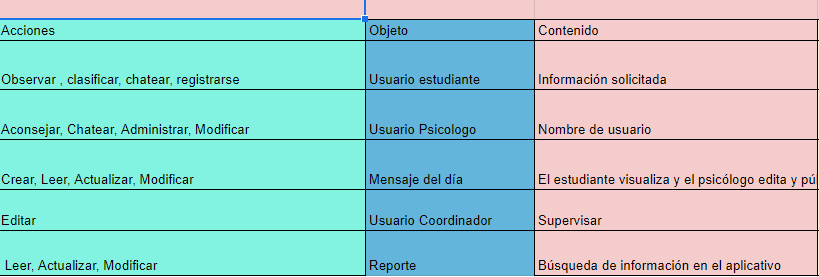 Acciones Objeto Contenido
Observar , clasificar, chatear, registrarse Usuario estudiante Información solicitada
Aconsejar, Chatear, Administrar, Modificar Usuario Psicologo Nombre de usuario
Crear, Leer, Actualizar, Modificar Mensaje del día El estudiante visualiza y el psicólogo edita y pú
Editar Usuario Coordinador Supervisar
Leer, Actualizar, Modificar Reporte Búsqueda de información en el aplicativo